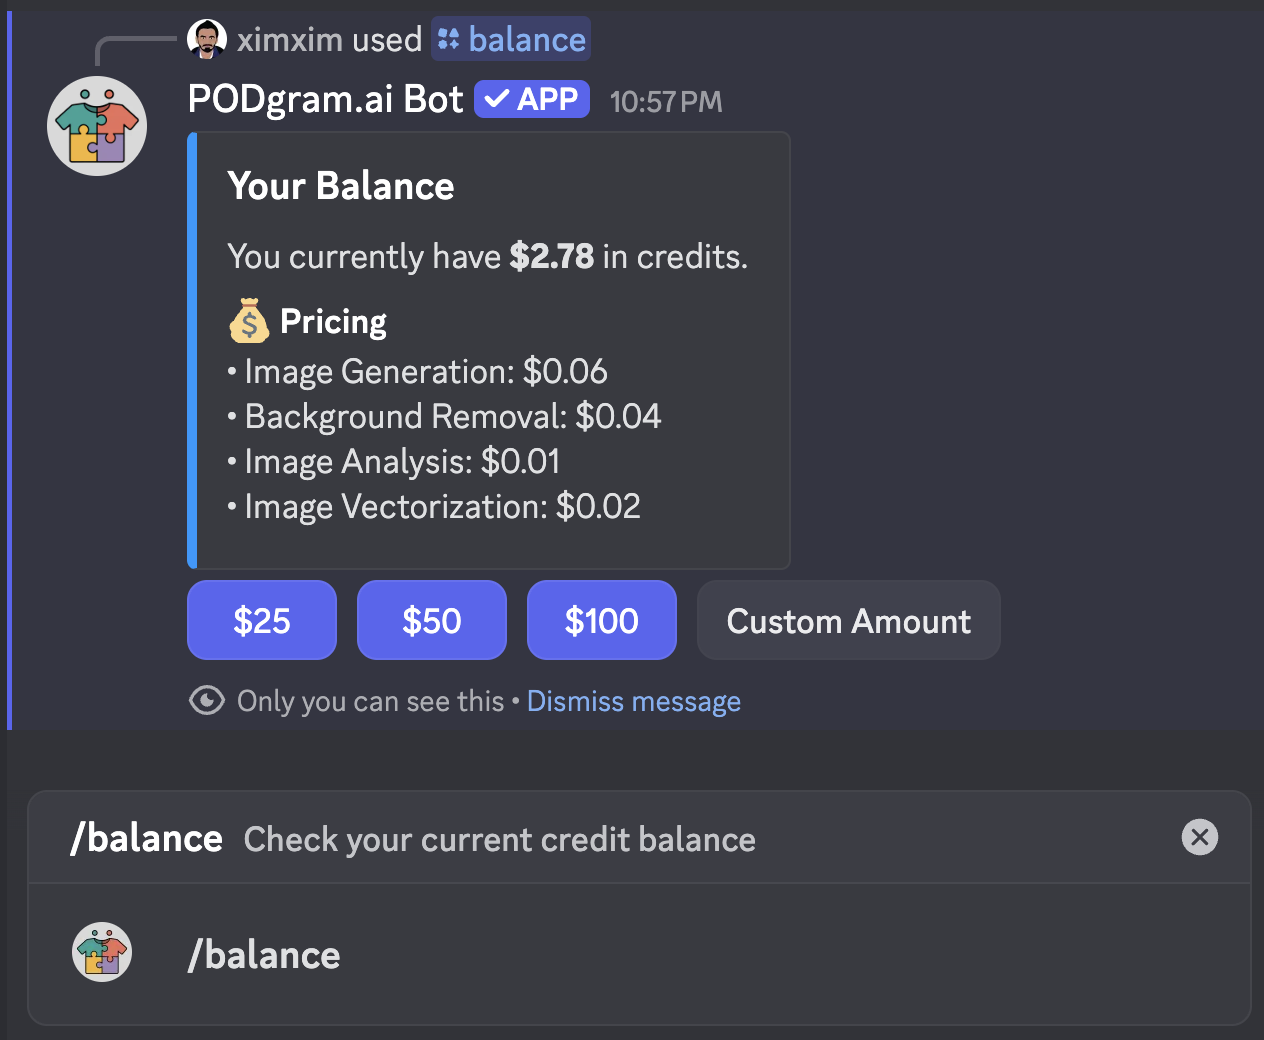 ximxim used balance
PODgram.ai Bot APP 10:57 PM
Your Balance
You currently have $2.78 in credits.
Pricing
• Image Generation: $0.06
• Background Removal: $0.04
• Image Analysis: $0.01
• Image Vectorization: $0.02
$25 $50 $100 Custom Amount
Only you can see this • Dismiss message
/balance Check your current credit balance
/balance